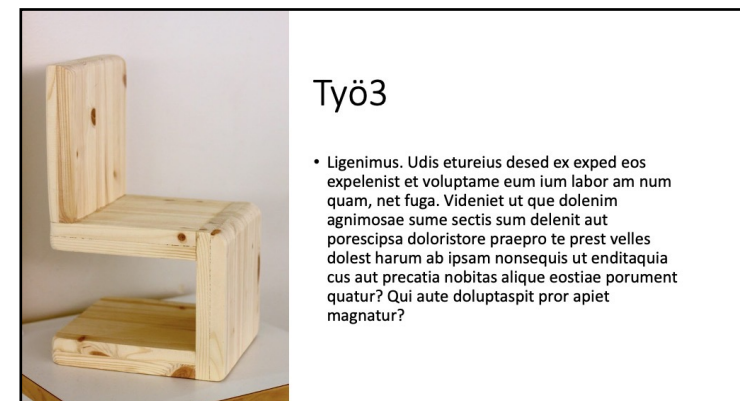 Työ3
• Ligenimus. Udis etureius desed ex exped eos
expelenist et voluptame eum ium labor am num
quam, net fuga. Videniet ut que dolenim
agnimosae sume sectis sum delenit aut
porescipsa doloristore praepro te prest velles
dolest harum ab ipsam nonsequis ut enditaquia
cus aut precatia nobitas alique eostiae porument
quatur? Qui aute doluptaspit pror apiet
magnatur?